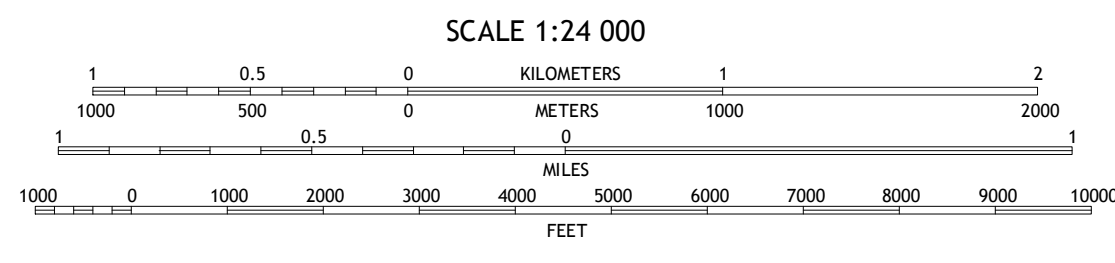 SCALE 1:24 000
1 0.5 0 KILOMETERS 1 2
1000 500 0 METERS 1000 2000
1 0.5 0 1
MILES
1000 0 1000 2000 3000 4000 5000 6000 7000 8000 9000 10000
FEET